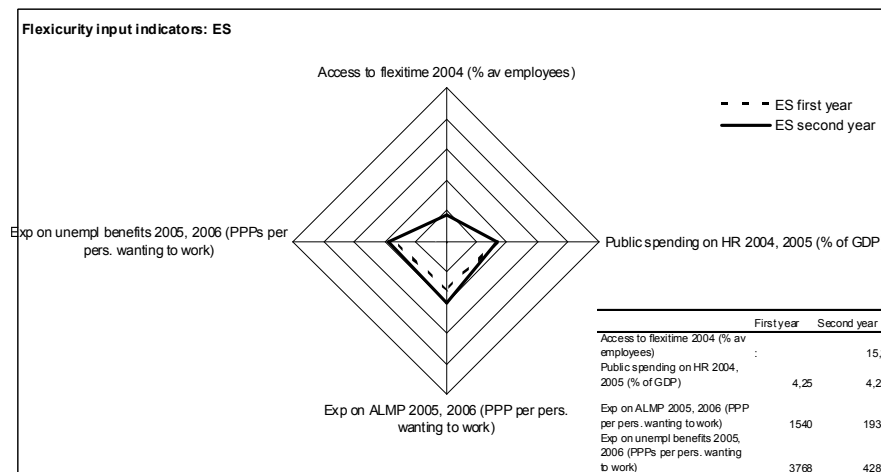 Flexicurity input indicators: ES
Access to flexitime 2004 (% av employees)
ES first year
ES second year
Exp on unempl benefits 2005, 2006 (PPPs per
pers. wanting to work)
Public spending on HR 2004, 2005 (% of GDP
Exp on ALMP 2005, 2006 (PPP per pers.
wanting to work)
First year Second year
Access to flexitime 2004 (% av
employees) : 15,
Public spending on HR 2004,
2005 (% of GDP) 4,25 4,2
Exp on ALMP 2005, 2006 (PPP
per pers. wanting to work) 1540 193
Exp on unempl benefits 2005,
2006 (PPPs per pers. wanting
to work) 3768 428